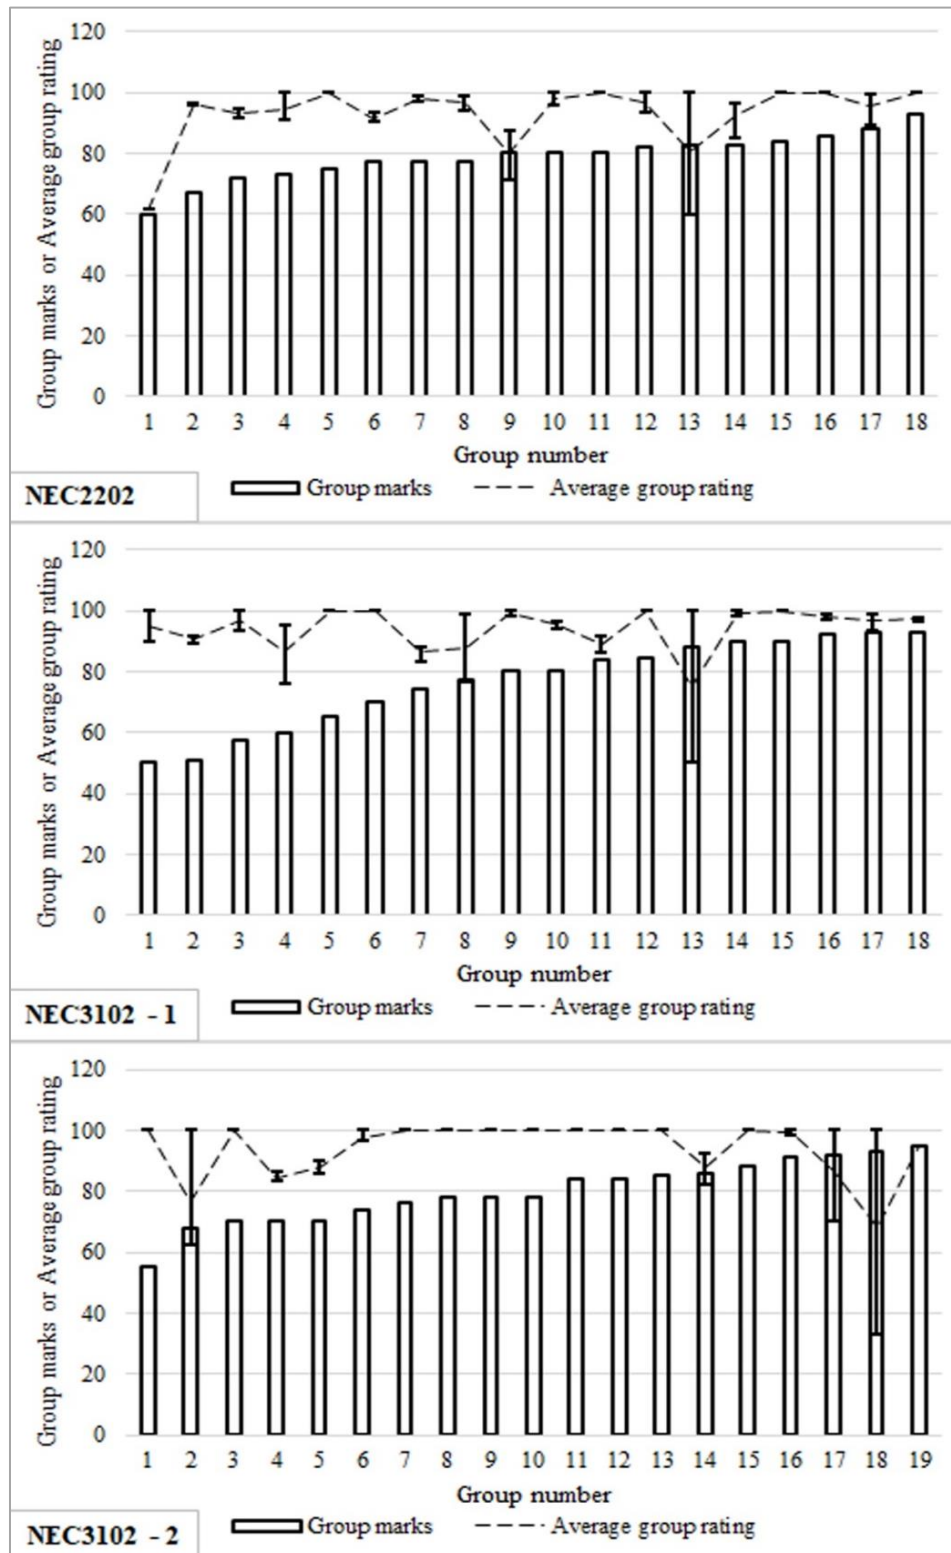 Group marks or Average group rating
120
100
80
60
40
20
0
1 2 3 4 5 6 7 8 9 10 11 12 13 14 15 16 17 18
Group number
NEC2202
Group marks
Average group rating
Group marks or Average group rating
120
100
80
60
40
20
0
1 2 3 4 5 6 7 8 9 10 11 12 13 14 15 16 17 18
Group number
NEC3102 - 1
Group marks
Average group rating
Group marks or Average group rating
120
100
80
60
40
20
0
1 2 3 4 5 6 7 8 9 10 11 12 13 14 15 16 17 18 19
Group number
NEC3102 - 2
Group marks
Average group rating